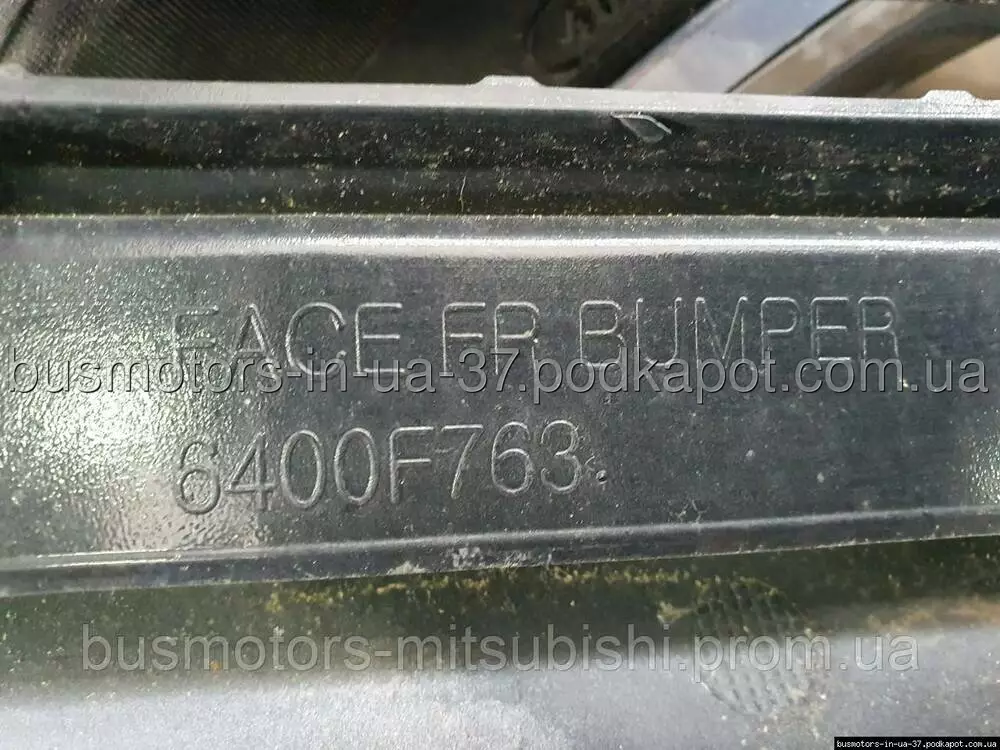 FACE FR BUMPER
busmotors-in-ua-37.podkapot.com.ua
6400F763
busmotors-mitsubishi.prom.ua
busmotors-in-ua-37.podkapot.com.ua